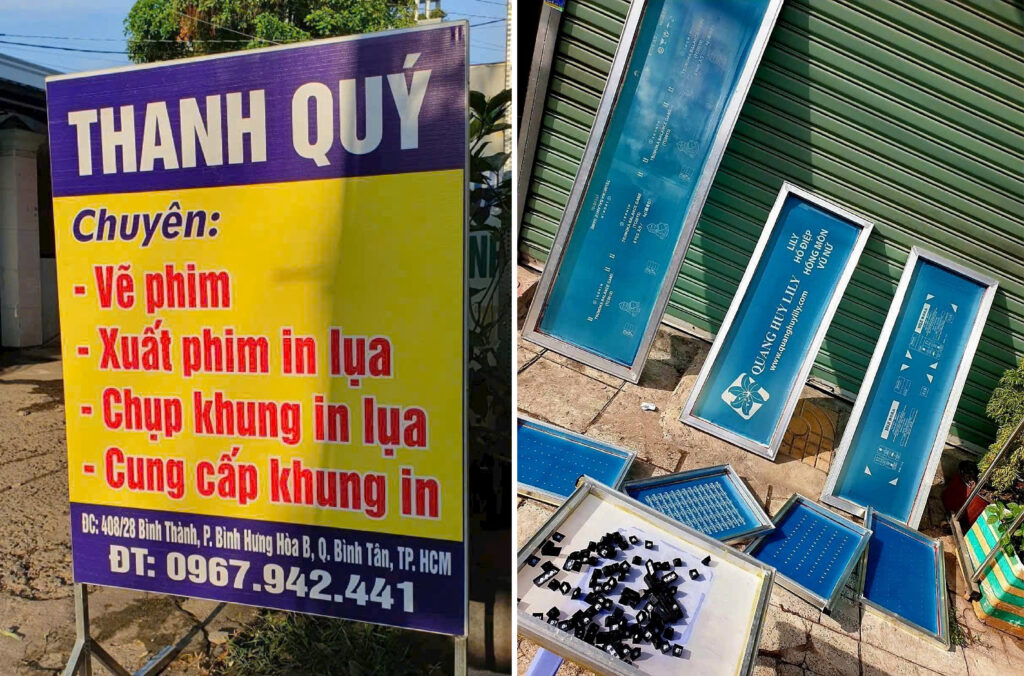 THANH QUÝ
Chuyên:
- Vẽ phim
- Xuất phim in lụa
- Chụp khung in lụa
- Cung cấp khung in
ĐC: 408/28 Bình Thành, P. Bình Hưng Hòa B, Q. Bình Tân, TP. HCM
ĐT: 0967.942.441
QUANG HUY LILY
www.quanghuylily.com
LILY
HỒ ĐIỆP
HỒNG MÔN
VŨ NỮ